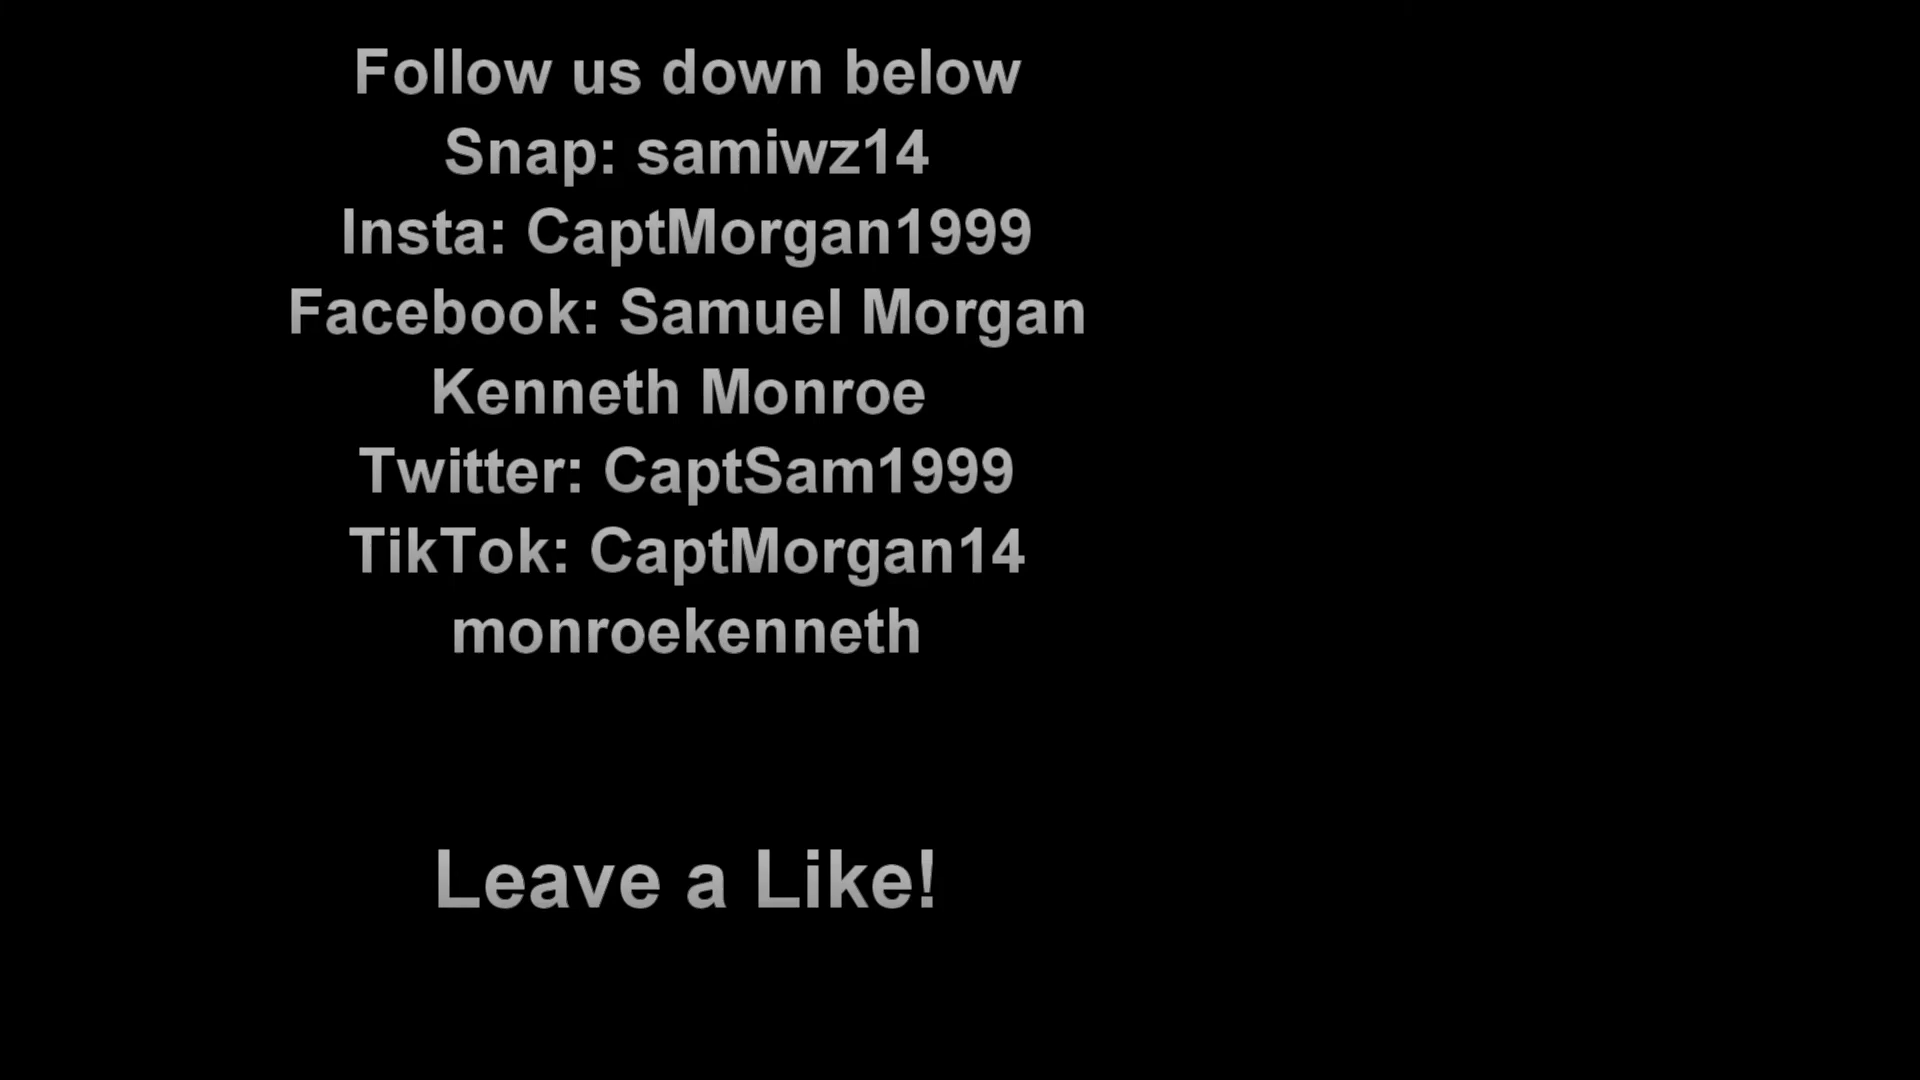 Follow us down below
Snap: samiwz14
Insta: CaptMorgan1999
Facebook: Samuel Morgan
Kenneth Monroe
Twitter: CaptSam1999
TikTok: CaptMorgan14
monroekenneth
Leave a Like!